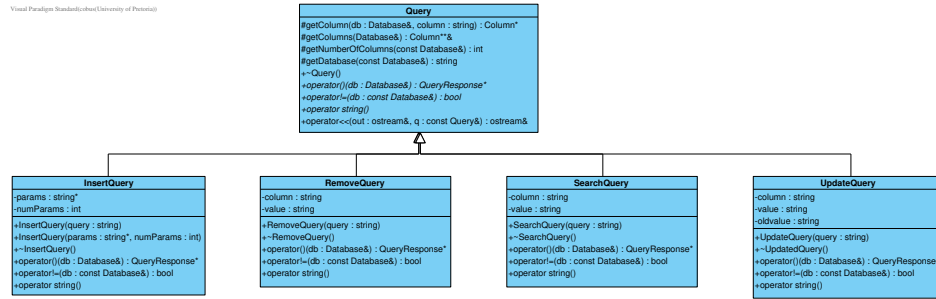 Visual Paradigm Standard(cobus(University of Pretoria))
Query
#getColumn(db : Database&, column : string) : Column*
#getColumns(Database&) : Column**&
#getNumberOfColumns(const Database&) : int
#getDatabase(const Database&) : string
+~Query()
+operator()(db : Database&) : QueryResponse*
+operator!=(db : const Database&) : bool
+operator string()
+operator<<(out : ostream&, q : const Query&) : ostream&
InsertQuery
-params : string*
-numParams : int
+InsertQuery(query : string)
+InsertQuery(params : string*, numParams : int)
+~InsertQuery()
+operator()(db : Database&) : QueryResponse*
+operator!=(db : const Database&) : bool
+operator string()
RemoveQuery
-column : string
-value : string
+RemoveQuery(query : string)
+~RemoveQuery()
+operator()(db : Database&) : QueryResponse*
+operator!=(db : const Database&) : bool
+operator string()
SearchQuery
-column : string
-value : string
+SearchQuery(query : string)
+~SearchQuery()
+operator()(db : Database&) : QueryResponse*
+operator!=(db : const Database&) : bool
+operator string()
UpdateQuery
-column : string
-value : string
-oldvalue : string
+UpdateQuery(query : string)
+~UpdatedQuery()
+operator()(db : Database&) : QueryResponse
+operator!=(db : const Database&) : bool
+operator string()